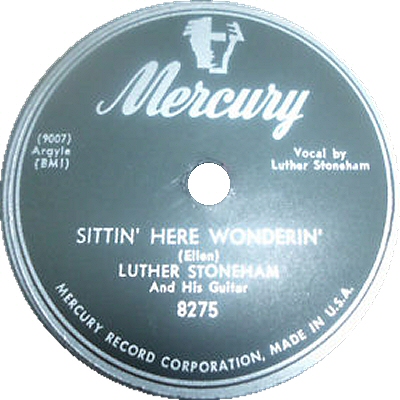 Mercury
(9007)
Argyle
(BMI)
Vocal by
Luther Stoneham
SITTIN' HERE WONDERIN'
(Ellen)
LUTHER STONEHAM
And His Guitar
8275
MERCURY RECORD CORPORATION, MADE IN U.S.A.